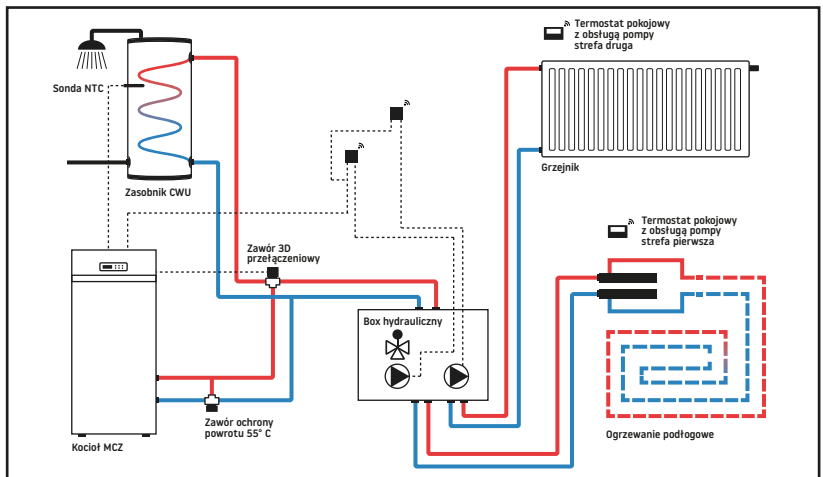 Termostat pokojowy
z obsługą pompy
strefa druga
Sonda NTC
Zasobnik CWU
Grzejnik
Termostat pokojowy
z obsługą pompy
strefa pierwsza
Zawór 3D
przełączeniowy
Box hydrauliczny
Zawór ochrony
powrotu 55° C
Kocioł MCZ
Ogrzewanie podłogowe